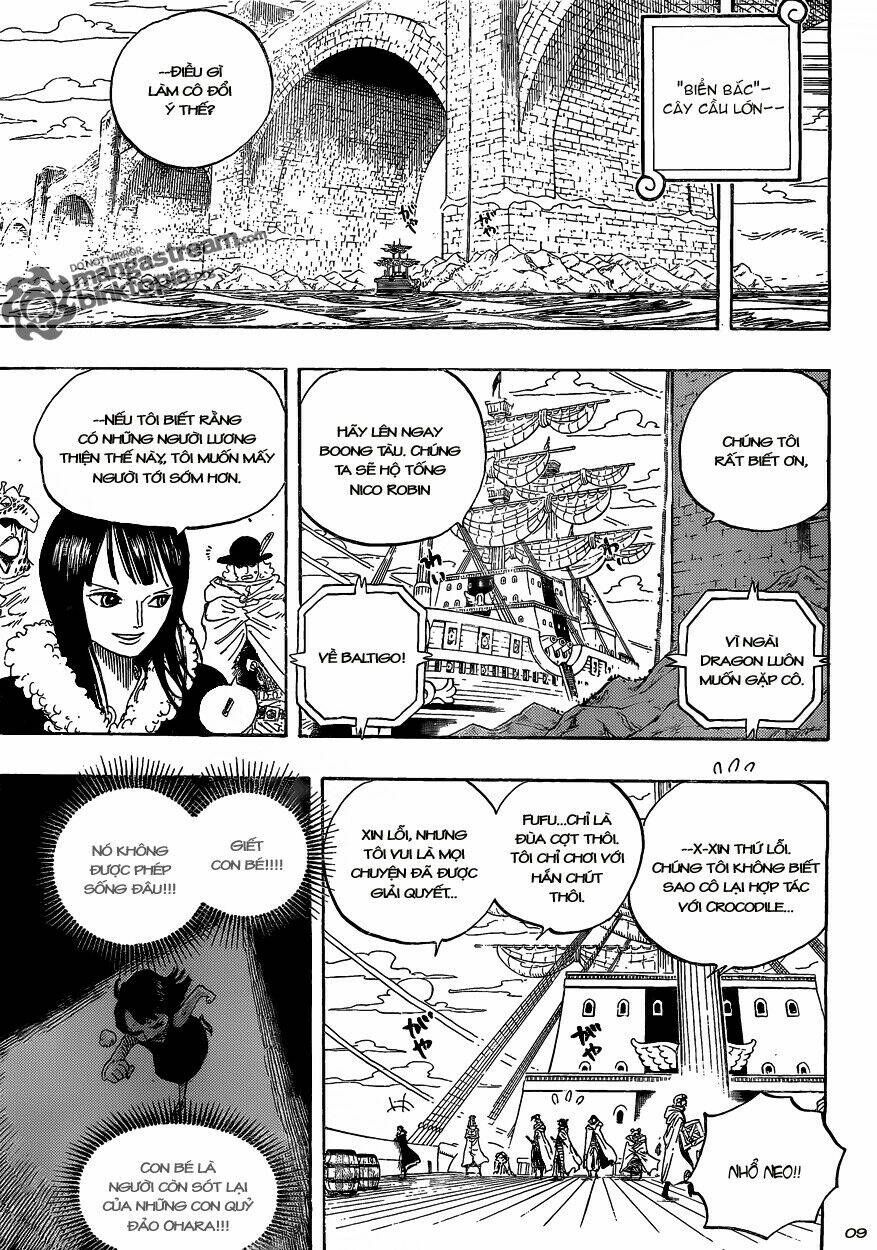 "BIỂN BẮC"-
CÂY CẦU LỚN--
--ĐIỀU GÌ
LÀM CÔ ĐỔI
Ý THẾ?
DO NOT
mangastream.com
binktopia
CHÚNG TÔI
RẤT BIẾT ƠN,
VÌ NGÀI
DRAGON LUÔN
MUỐN GẶP CÔ.
HÃY LÊN NGAY
BOONG TÀU. CHÚNG
TA SẼ HỘ TỐNG
NICO ROBIN
VỀ BALTIGO!
--NẾU TÔI BIẾT RẰNG
CÓ NHỮNG NGƯỜI LƯƠNG
THIỆN THẾ NÀY, TÔI MUỐN MẤY
NGƯỜI TỚI SỚM HƠN.
--X-XIN THỨ LỖI.
CHÚNG TÔI KHÔNG BIẾT
SAO CÔ LẠI HỢP TÁC
VỚI CROCODILE...
FUFU...CHỈ LÀ
ĐÙA CỢT THÔI.
TÔI CHỈ CHƠI VỚI
HẮN CHÚT
THÔI.
XIN LỖI, NHƯNG
TÔI VUI LÀ MỌI
CHUYỆN ĐÃ ĐƯỢC
GIẢI QUYẾT...
NHỔ NEO!!
GIẾT
CON BÉ!!!!
NÓ KHÔNG
ĐƯỢC PHÉP
SỐNG ĐÂU!!!
CON BÉ LÀ
NGƯỜI CÒN SÓT LẠI
CỦA NHỮNG CON QUỶ
ĐẢO OHARA!!!
09